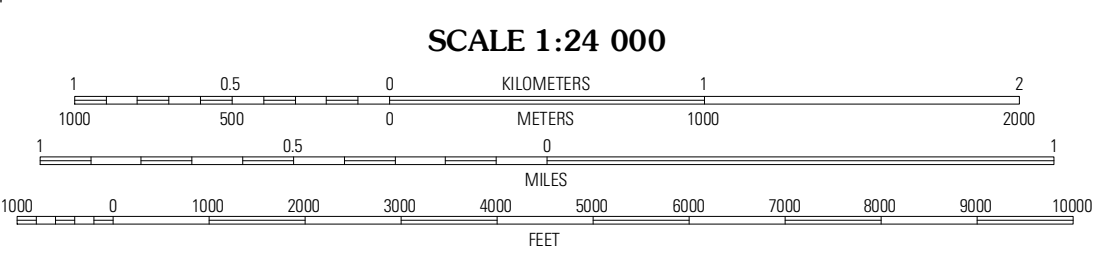 SCALE 1:24 000
1 0.5 0 KILOMETERS 1 2
1000 500 0 METERS 1000 2000
1 0.5 0 1
MILES
1000 0 1000 2000 3000 4000 5000 6000 7000 8000 9000 10000
FEET